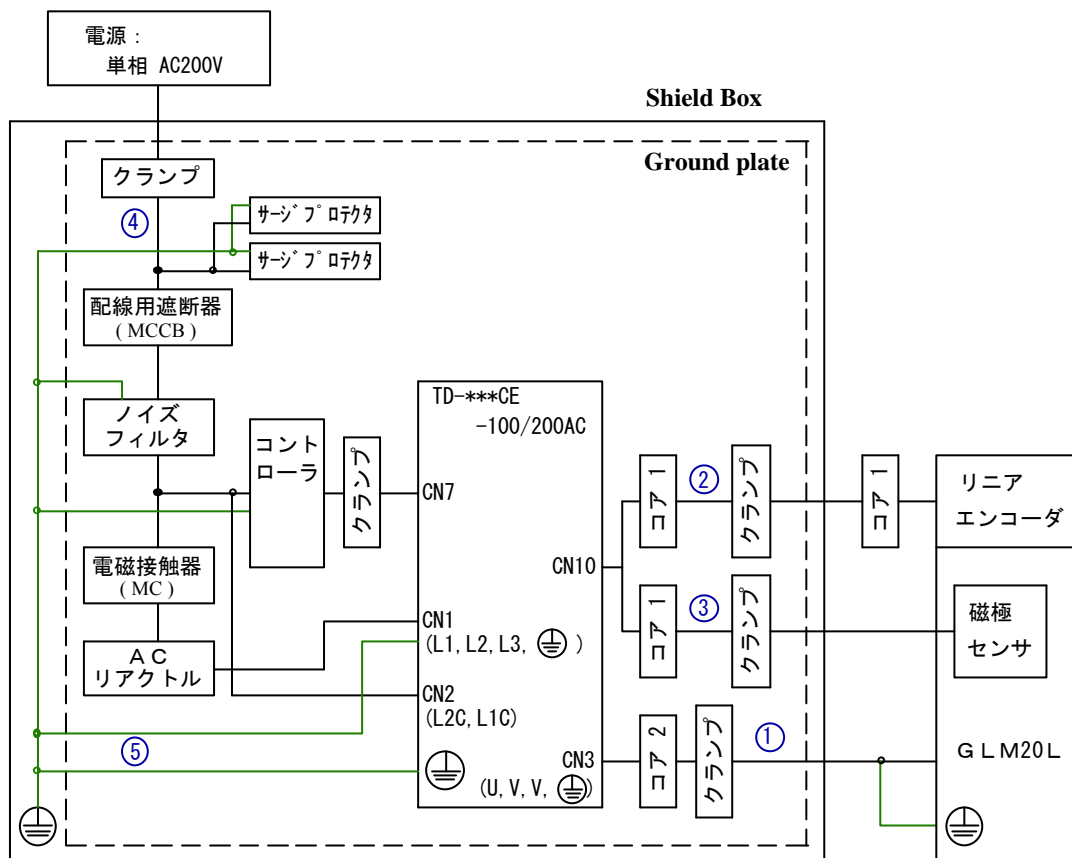 電源：
単相 AC200V
Shield Box
Ground plate
クランプ
④
ｻｰｼﾞﾌﾟﾛﾃｸﾀ
ｻｰｼﾞﾌﾟﾛﾃｸﾀ
配線用遮断器
( MCCB )
ノイズ
フィルタ
コント
ローラ
クランプ
TD-***CE
-100/200AC
CN7
コア 1
②
クランプ
コア 1
リニア
エンコーダ
電磁接触器
( MC )
CN10
コア 1
③
クランプ
磁極
センサ
ＡＣ
リアクトル
CN1
(L1, L2, L3, )
CN2
(L2C, L1C)
⑤
CN3
(U, V, V, )
コア 2
クランプ
①
ＧＬＭ20Ｌ